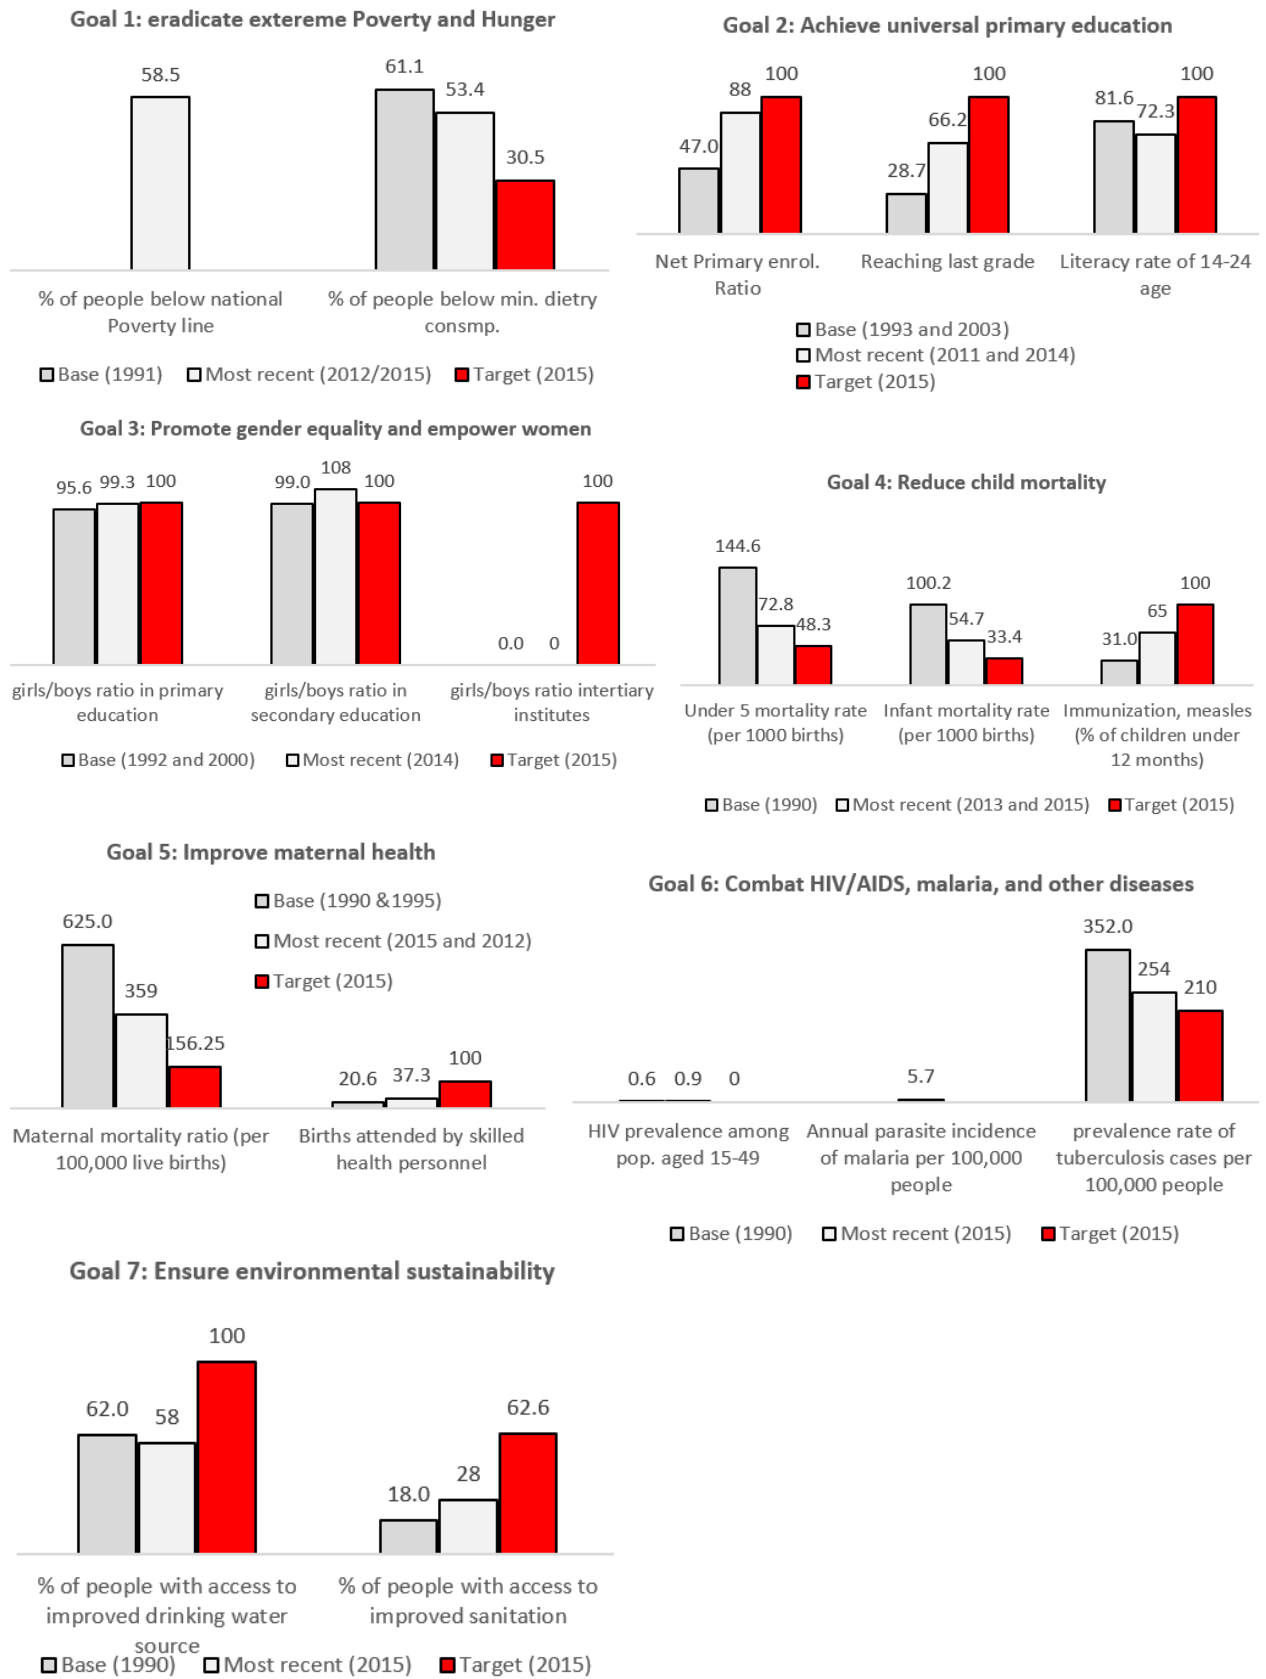 Goal 1: eradicate extereme Poverty and Hunger
58.5
61.1
53.4
30.5
% of people below national
Poverty line
% of people below min. dietry
consmp.
Base (1991)
Most recent (2012/2015)
Target (2015)
Goal 2: Achieve universal primary education
47.0
88
100
28.7
66.2
100
81.6
72.3
100
Net Primary enrol.
Ratio
Reaching last grade
Literacy rate of 14-24
age
Base (1993 and 2003)
Most recent (2011 and 2014)
Target (2015)
Goal 3: Promote gender equality and empower women
95.6
99.3
100
99.0
108
100
0.0
0
100
girls/boys ratio in primary
education
girls/boys ratio in
secondary education
girls/boys ratio intertiary
institutes
Base (1992 and 2000)
Most recent (2014)
Target (2015)
Goal 4: Reduce child mortality
144.6
72.8
48.3
100.2
54.7
33.4
31.0
65
100
Under 5 mortality rate
(per 1000 births)
Infant mortality rate
(per 1000 births)
Immunization, measles
(% of children under
12 months)
Base (1990)
Most recent (2013 and 2015)
Target (2015)
Goal 5: Improve maternal health
Base (1990 &1995)
Most recent (2015 and 2012)
Target (2015)
625.0
359
156.25
20.6
37.3
100
Maternal mortality ratio (per
100,000 live births)
Births attended by skilled
health personnel
Goal 6: Combat HIV/AIDS, malaria, and other diseases
0.6
0.9
0
5.7
352.0
254
210
HIV prevalence among
pop. aged 15-49
Annual parasite incidence
of malaria per 100,000
people
prevalence rate of
tuberculosis cases per
100,000 people
Base (1990)
Most recent (2015)
Target (2015)
Goal 7: Ensure environmental sustainability
62.0
58
100
18.0
28
62.6
% of people with access to
improved drinking water
source
% of people with access to
improved sanitation
Base (1990)
Most recent (2015)
Target (2015)